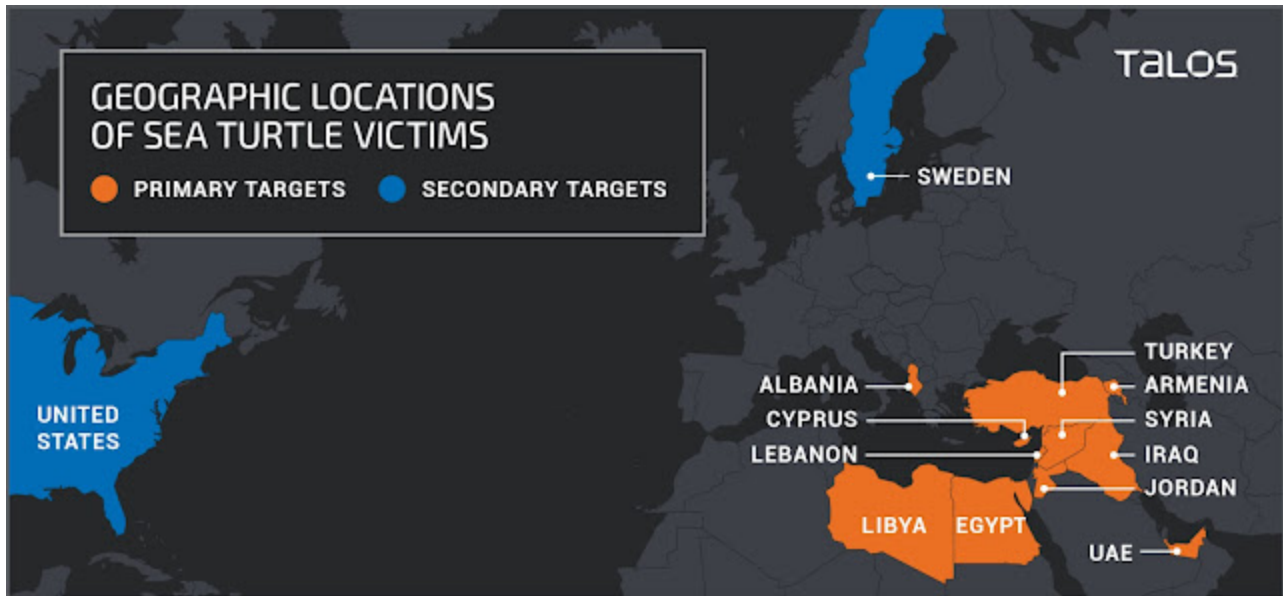 GEOGRAPHIC LOCATIONS
OF SEA TURTLE VICTIMS
PRIMARY TARGETS SECONDARY TARGETS
TALOS
SWEDEN
UNITED
STATES
ALBANIA
CYPRUS
LEBANON
TURKEY
ARMENIA
SYRIA
IRAQ
JORDAN
LIBYA
EGYPT
UAE